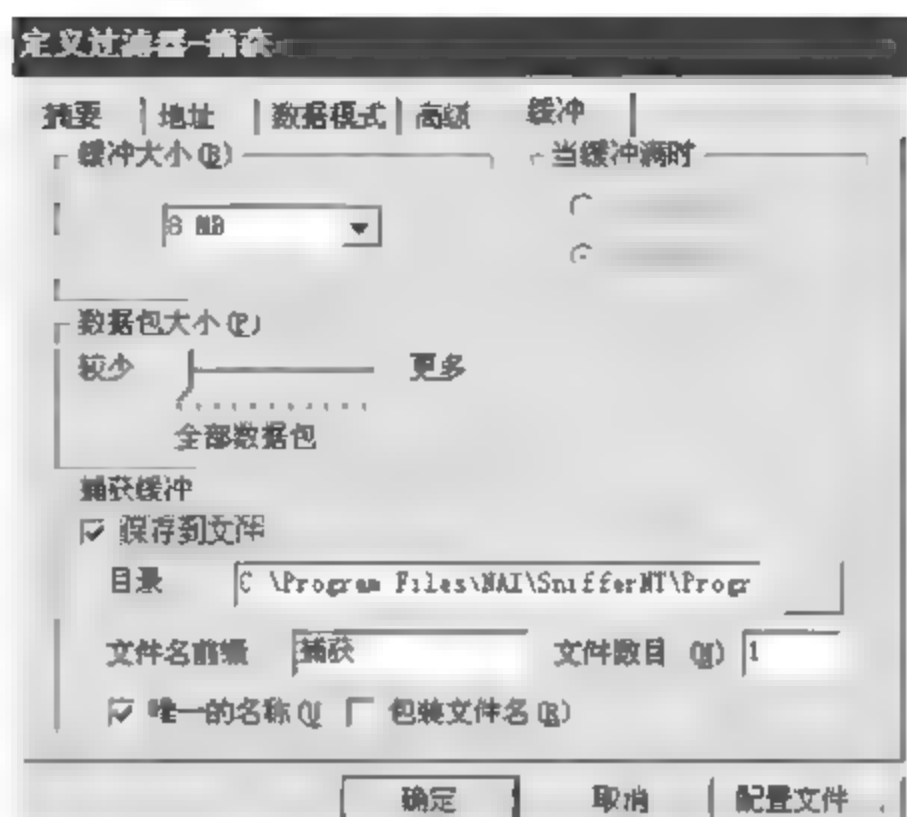 定义过滤器-捕获
摘要 地址 数据模式 高级 缓冲
缓冲大小(B) 当缓冲满时
8 MB
数据包大小(P)
较少 更多
全部数据包
捕获缓冲
保存到文件
目录 C \Program Files\NAI\SnifferNT\Progr
文件名前缀 捕获 文件数目 (N) 1
唯一的名称(U 包装文件名(R)
确定 取消 配置文件